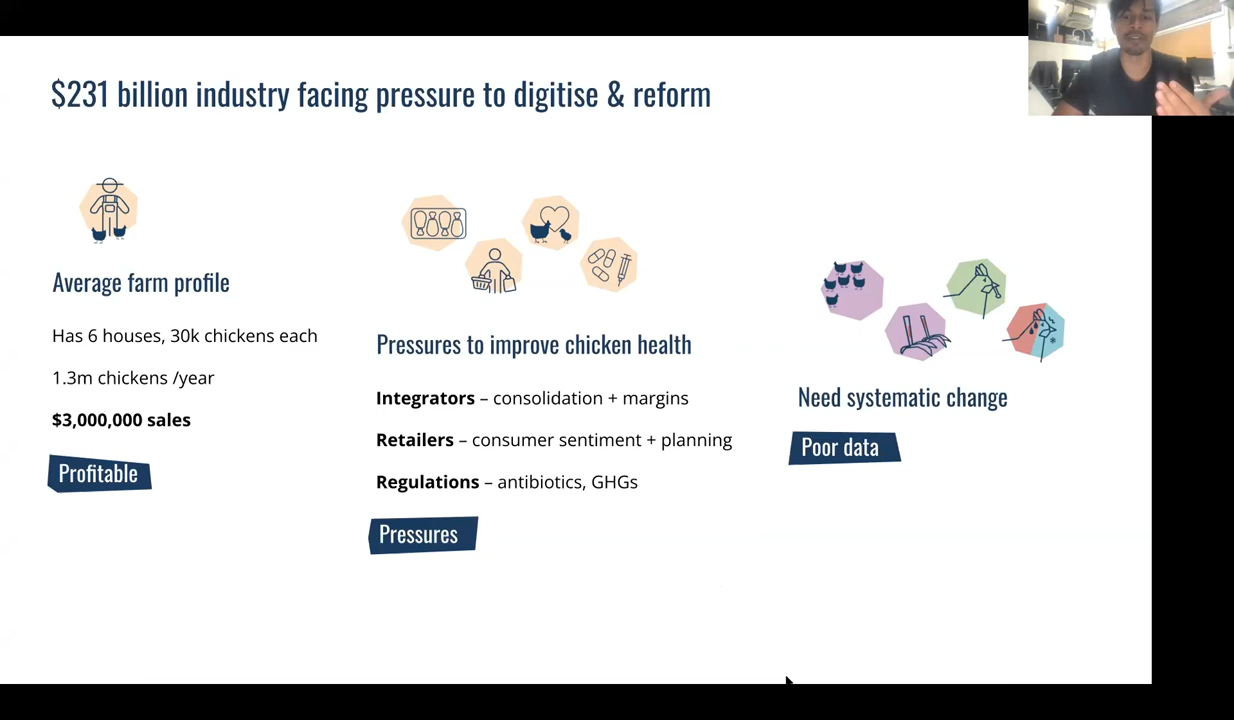 $231 billion industry facing pressure to digitise & reform
Average farm profile
Has 6 houses, 30k chickens each
1.3m chickens /year
$3,000,000 sales
Profitable
Pressures to improve chicken health
Integrators – consolidation + margins
Retailers – consumer sentiment + planning
Regulations – antibiotics, GHGs
Pressures
Need systematic change
Poor data